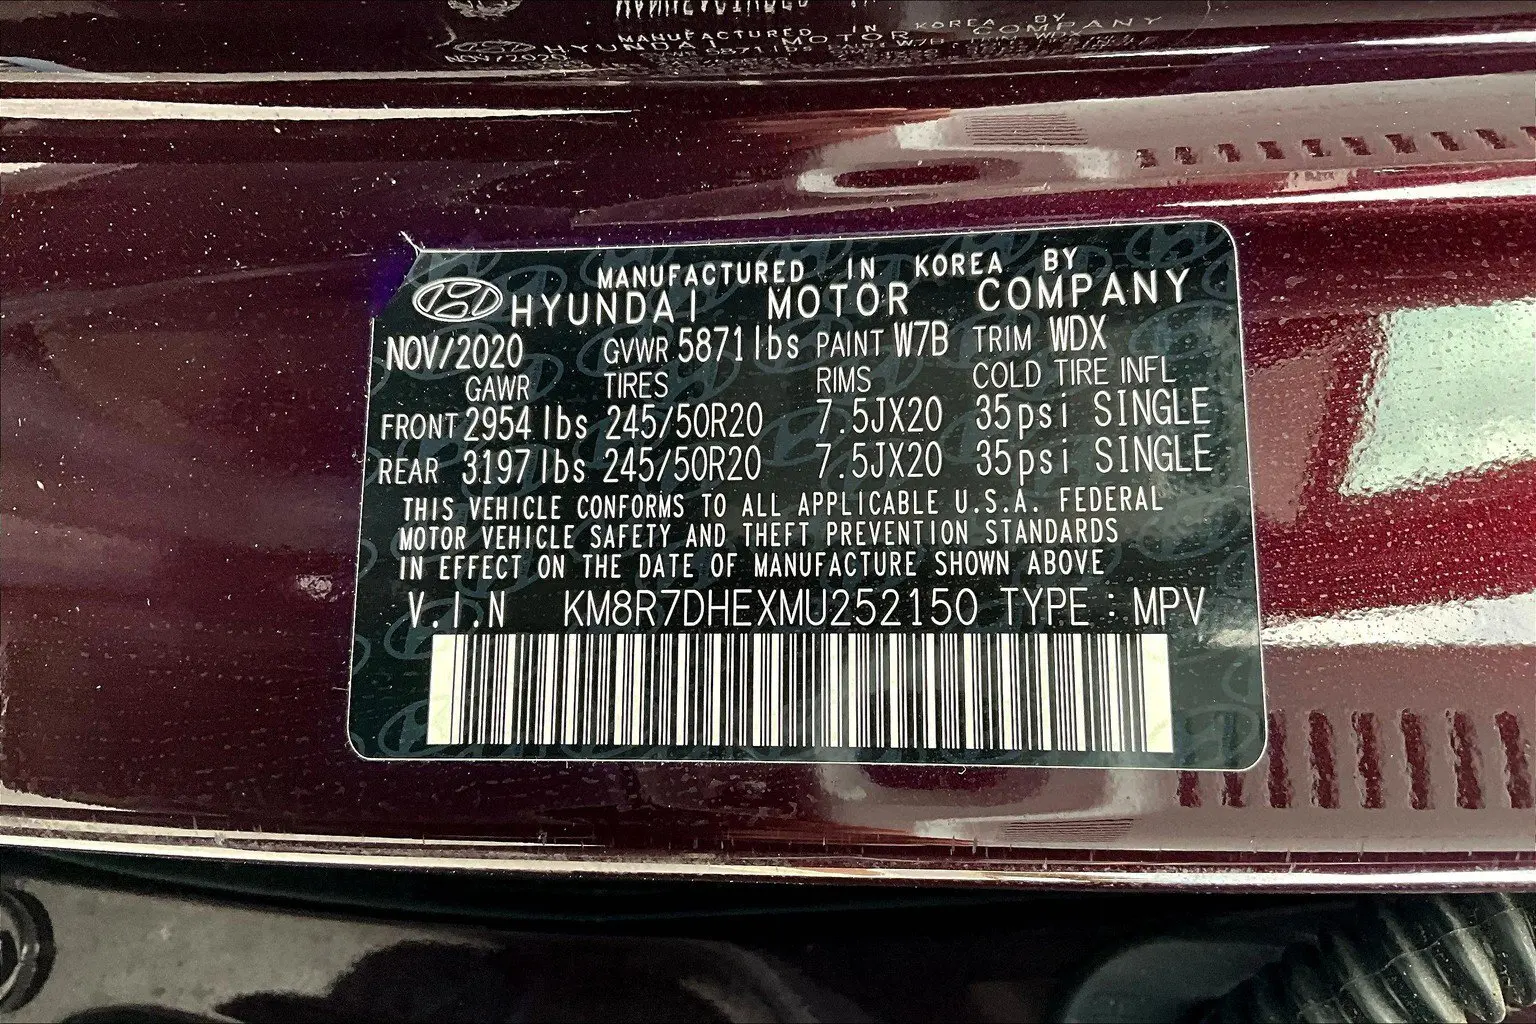 MANUFACTURED IN KOREA BY
HYUNDAI MOTOR COMPANY
NOV/2020 GVWR 5871lbs PAINT W7B TRIM WDX
GAWR TIRES RIMS COLD TIRE INFL
FRONT 2954lbs 245/50R20 7.5JX20 35psi SINGLE
REAR 3197lbs 245/50R20 7.5JX20 35psi SINGLE
THIS VEHICLE CONFORMS TO ALL APPLICABLE U.S.A. FEDERAL
MOTOR VEHICLE SAFETY AND THEFT PREVENTION STANDARDS
IN EFFECT ON THE DATE OF MANUFACTURE SHOWN ABOVE
V.I.N KM8R7DHEXMU252150 TYPE : MPV